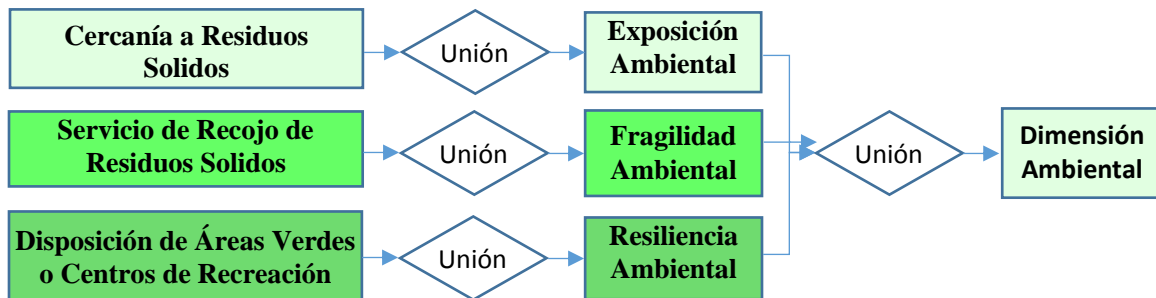 Cercanía a Residuos
Solidos
Unión
Exposición
Ambiental
Servicio de Recojo de
Residuos Solidos
Unión
Fragilidad
Ambiental
Unión
Dimensión
Ambiental
Disposición de Áreas Verdes
o Centros de Recreación
Unión
Resiliencia
Ambiental